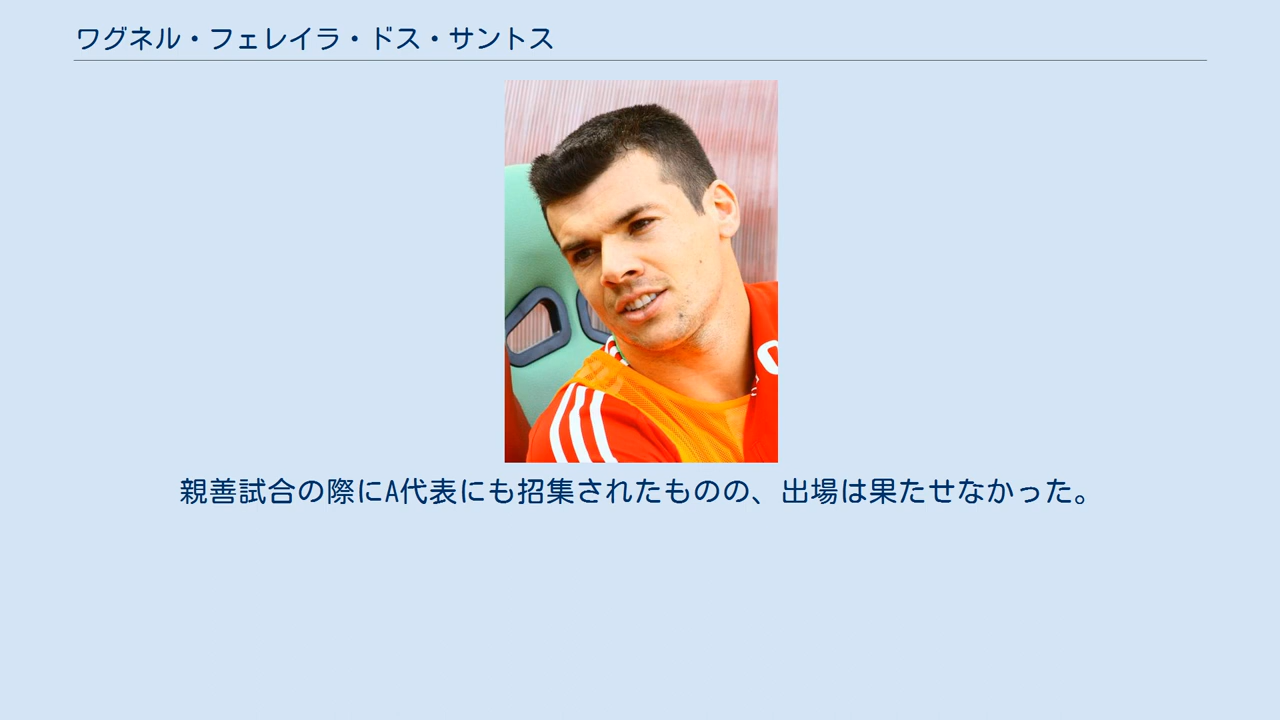 ワグネル・フェレイラ・ドス・サントス
親善試合の際にA代表にも招集されたものの、出場は果たせなかった。